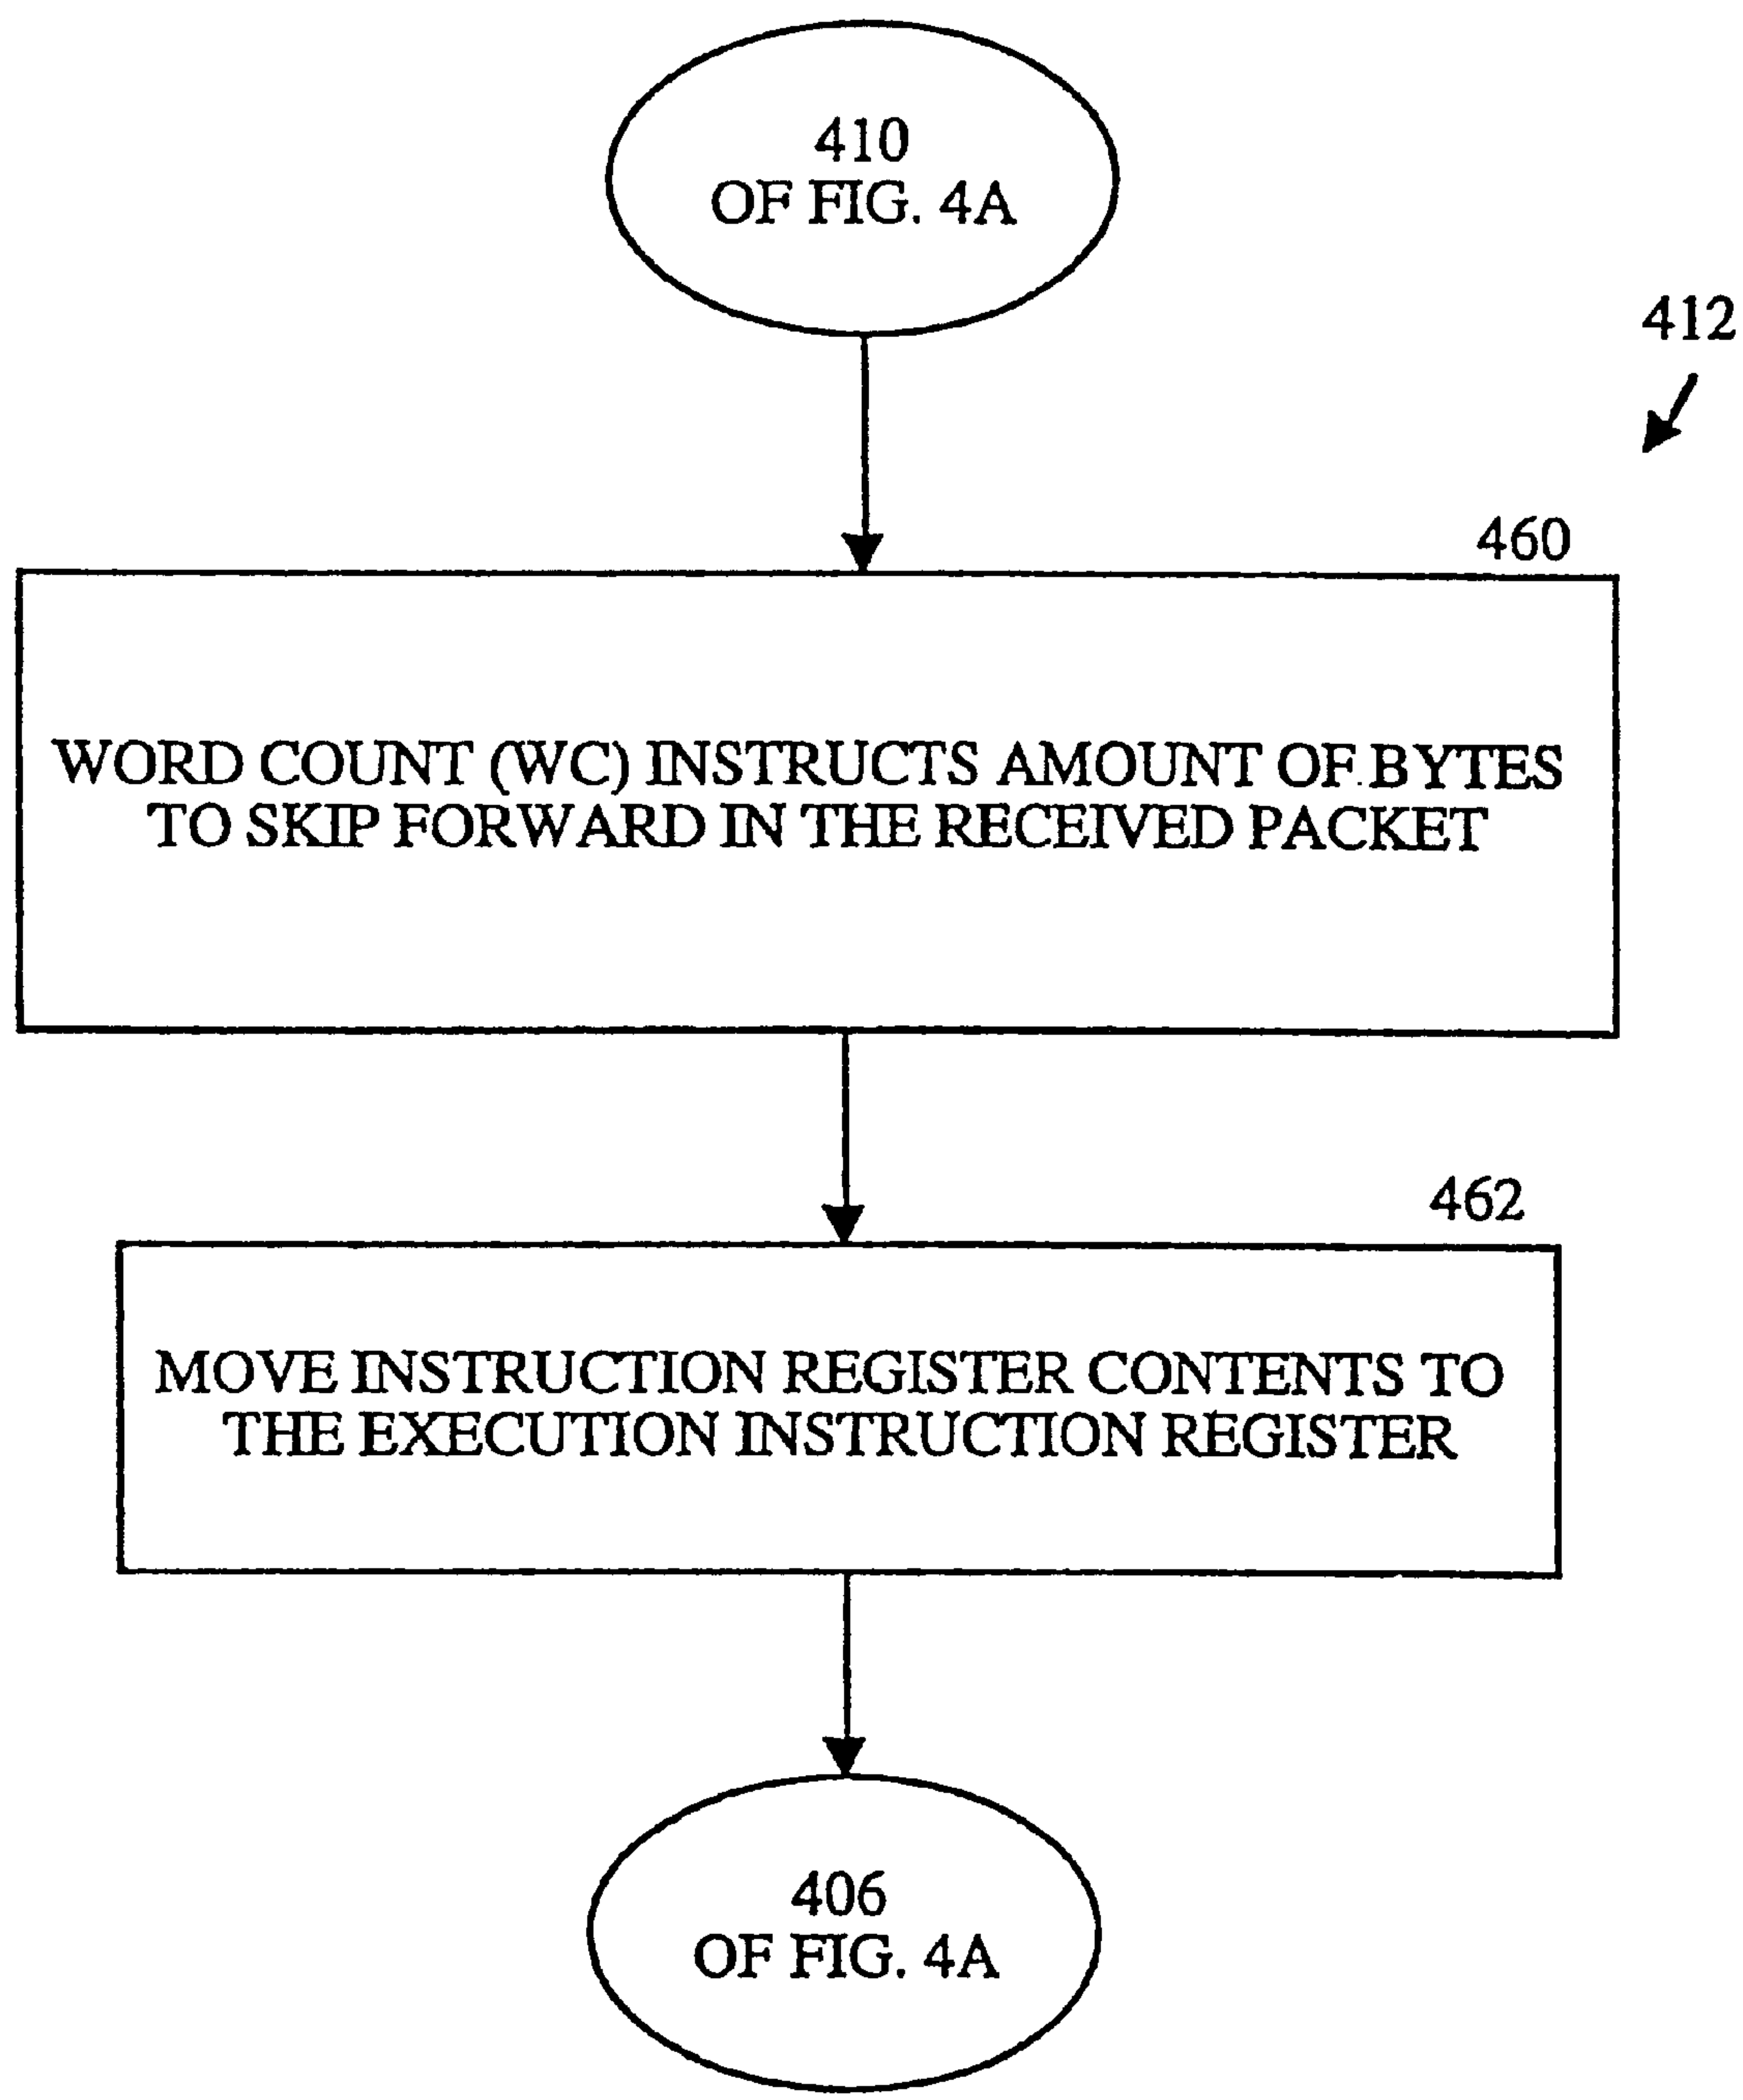 410
OF FIG. 4A
412
460
WORD COUNT (WC) INSTRUCTS AMOUNT OF BYTES
TO SKIP FORWARD IN THE RECEIVED PACKET
462
MOVE INSTRUCTION REGISTER CONTENTS TO
THE EXECUTION INSTRUCTION REGISTER
406
OF FIG. 4A